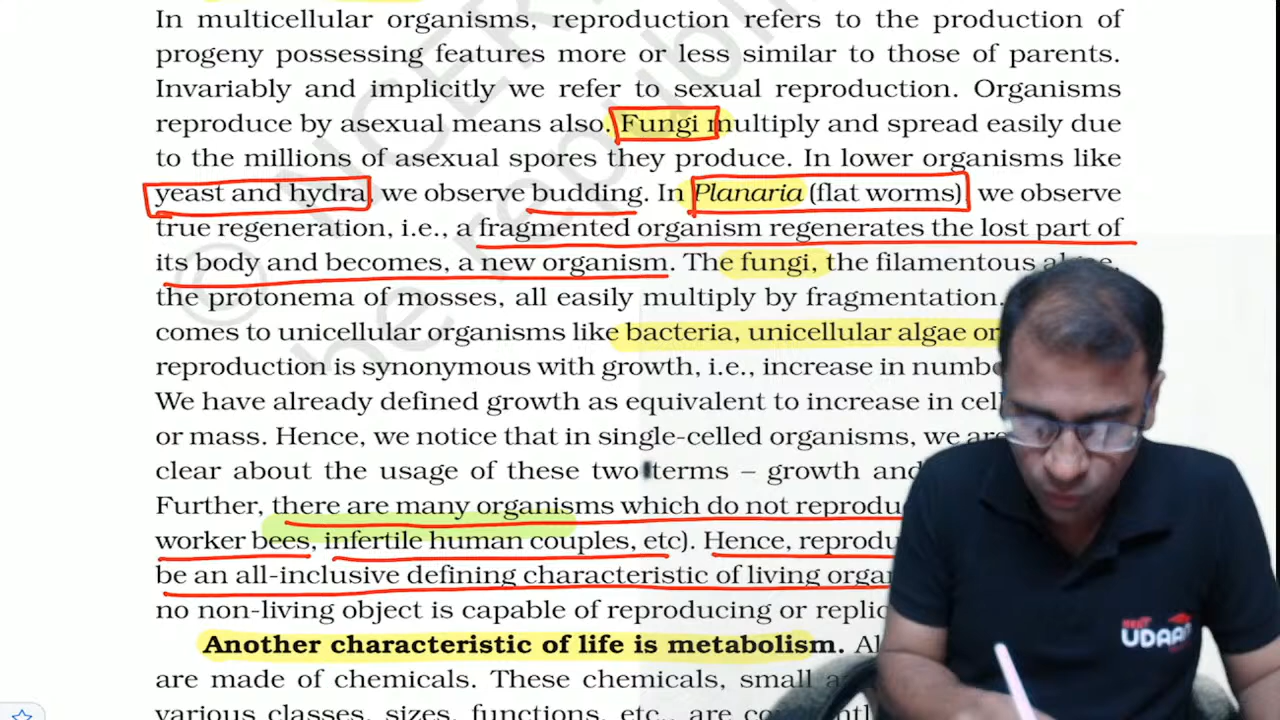 In multicellular organisms, reproduction refers to the production of
progeny possessing features more or less similar to those of parents.
Invariably and implicitly we refer to sexual reproduction. Organisms
reproduce by asexual means also. Fungi multiply and spread easily due
to the millions of asexual spores they produce. In lower organisms like
yeast and hydra, we observe budding. In Planaria (flat worms), we observe
true regeneration, i.e., a fragmented organism regenerates the lost part of
its body and becomes, a new organism. The fungi, the filamentous algae,
the protonema of mosses, all easily multiply by fragmentation.
comes to unicellular organisms like bacteria, unicellular algae or
reproduction is synonymous with growth, i.e., increase in
We have already defined growth as equivalent to increase in
or mass. Hence, we notice that in single-celled organisms, we are
clear about the usage of these two terms – growth and
Further, there are many organisms which do not
worker bees, infertile human couples, etc). Hence,
be an all-inclusive defining characteristic of living
no non-living object is capable of reproducing or
Another characteristic of life is metabolism.
are made of chemicals. These chemicals, small
various classes, sizes, functions, etc., are
NEET
UDAAN